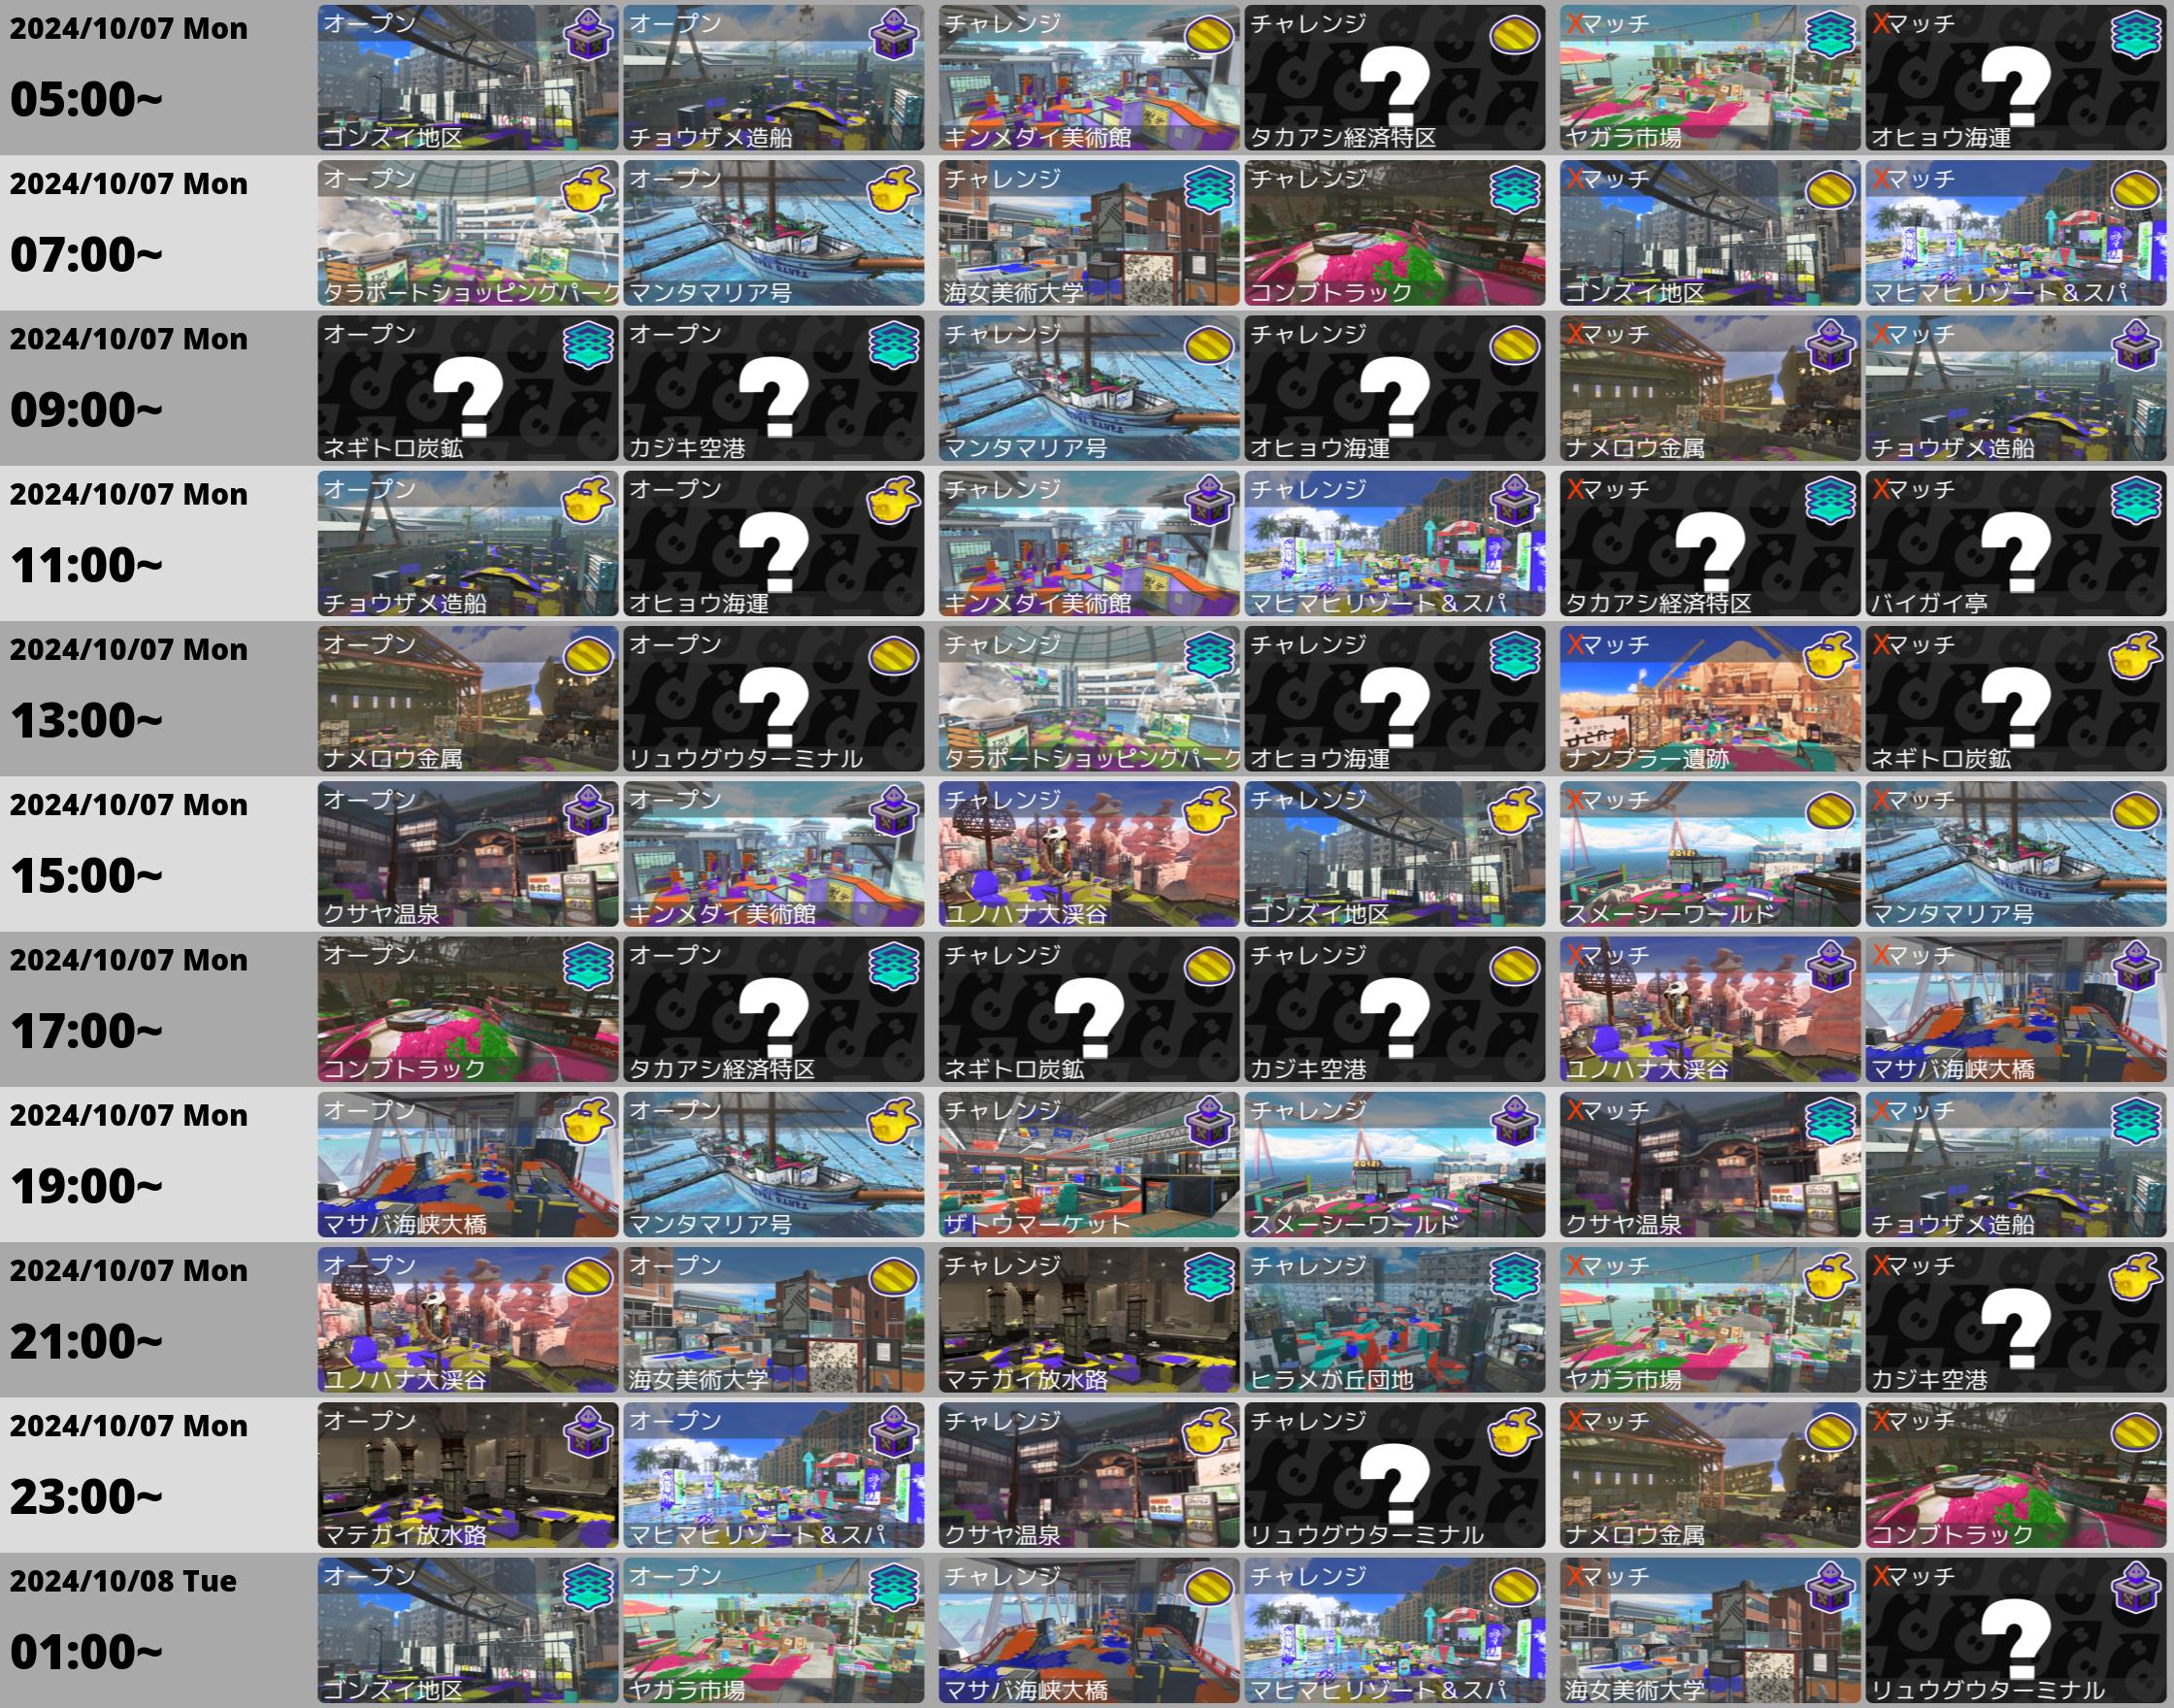 2024/10/07 Mon
05:00~
オープン
ゴンズイ地区
オープン
チョウザメ造船
チャレンジ
キンメダイ美術館
チャレンジ
タカアシ経済特区
Xマッチ
ヤガラ市場
Xマッチ
オヒョウ海運
2024/10/07 Mon
07:00~
オープン
タラポートショッピングパーク
オープン
マンタマリア号
チャレンジ
海女美術大学
チャレンジ
コンブトラック
Xマッチ
ゴンズイ地区
Xマッチ
マヒマヒリゾート＆スパ
2024/10/07 Mon
09:00~
オープン
ネギトロ炭鉱
オープン
カジキ空港
チャレンジ
マンタマリア号
チャレンジ
オヒョウ海運
Xマッチ
ナメロウ金属
Xマッチ
チョウザメ造船
2024/10/07 Mon
11:00~
オープン
チョウザメ造船
オープン
オヒョウ海運
チャレンジ
キンメダイ美術館
チャレンジ
マヒマヒリゾート＆スパ
Xマッチ
タカアシ経済特区
Xマッチ
バイガイ亭
2024/10/07 Mon
13:00~
オープン
ナメロウ金属
オープン
リュウグウターミナル
チャレンジ
タラポートショッピングパーク
チャレンジ
オヒョウ海運
Xマッチ
ナンプラー遺跡
Xマッチ
ネギトロ炭鉱
2024/10/07 Mon
15:00~
オープン
クサヤ温泉
オープン
キンメダイ美術館
チャレンジ
ユノハナ大渓谷
チャレンジ
ゴンズイ地区
Xマッチ
スメーシーワールド
Xマッチ
マンタマリア号
2024/10/07 Mon
17:00~
オープン
コンブトラック
オープン
タカアシ経済特区
チャレンジ
ネギトロ炭鉱
チャレンジ
カジキ空港
Xマッチ
ユノハナ大渓谷
Xマッチ
マサバ海峡大橋
2024/10/07 Mon
19:00~
オープン
マサバ海峡大橋
オープン
マンタマリア号
チャレンジ
ザトウマーケット
チャレンジ
スメーシーワールド
Xマッチ
クサヤ温泉
Xマッチ
チョウザメ造船
2024/10/07 Mon
21:00~
オープン
ユノハナ大渓谷
オープン
海女美術大学
チャレンジ
マテガイ放水路
チャレンジ
ヒラメが丘団地
Xマッチ
ヤガラ市場
Xマッチ
カジキ空港
2024/10/07 Mon
23:00~
オープン
マテガイ放水路
オープン
マヒマヒリゾート＆スパ
チャレンジ
クサヤ温泉
チャレンジ
リュウグウターミナル
Xマッチ
ナメロウ金属
Xマッチ
コンブトラック
2024/10/08 Tue
01:00~
オープン
ゴンズイ地区
オープン
ヤガラ市場
チャレンジ
マサバ海峡大橋
チャレンジ
マヒマヒリゾート＆スパ
Xマッチ
海女美術大学
Xマッチ
リュウグウターミナル